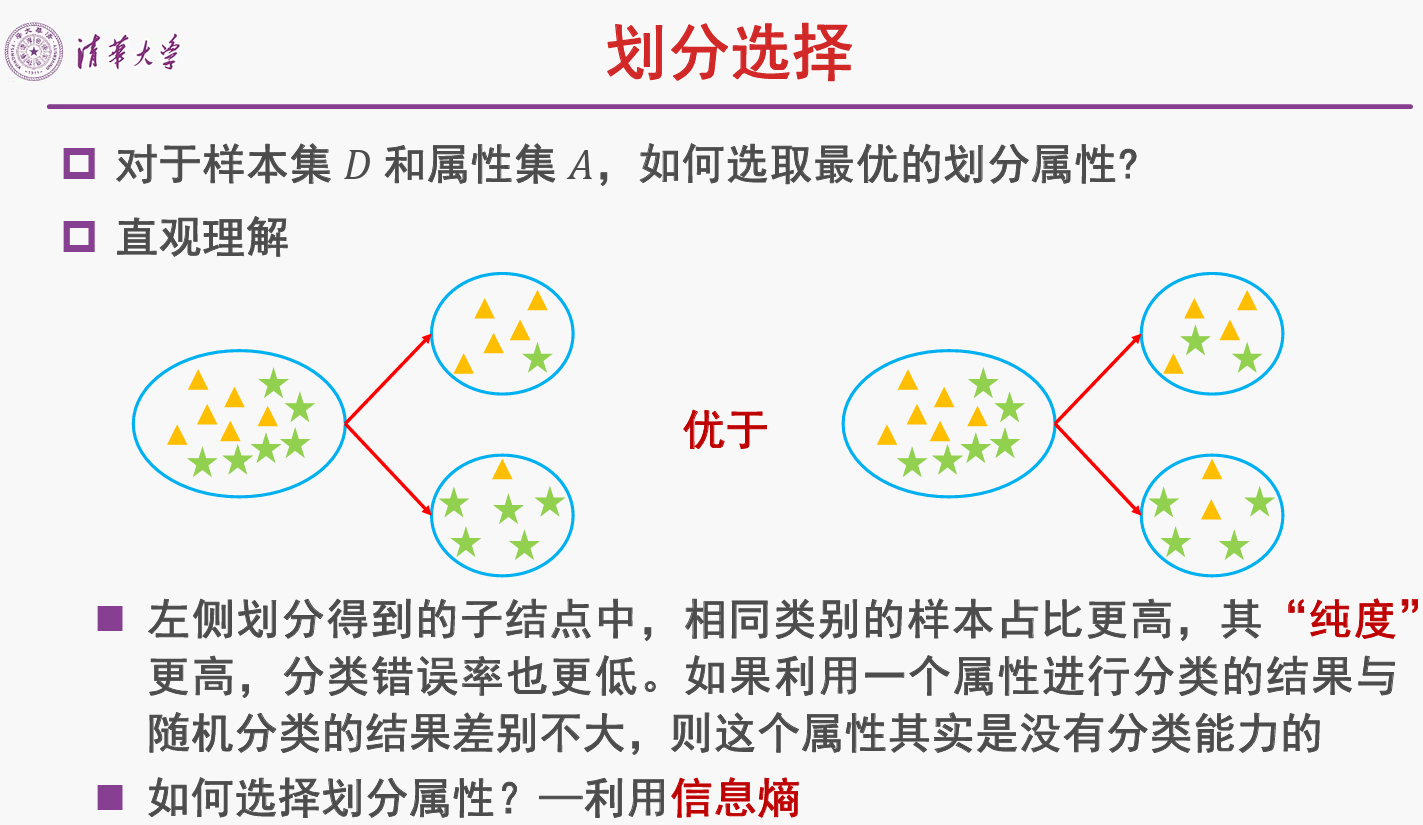 清华大学
划分选择
对于样本集 D 和属性集 A，如何选取最优的划分属性?
直观理解
优于
左侧划分得到的子结点中，相同类别的样本占比更高，其“纯度”
更高，分类错误率也更低。如果利用一个属性进行分类的结果与
随机分类的结果差别不大，则这个属性其实是没有分类能力的
如何选择划分属性？—利用信息熵